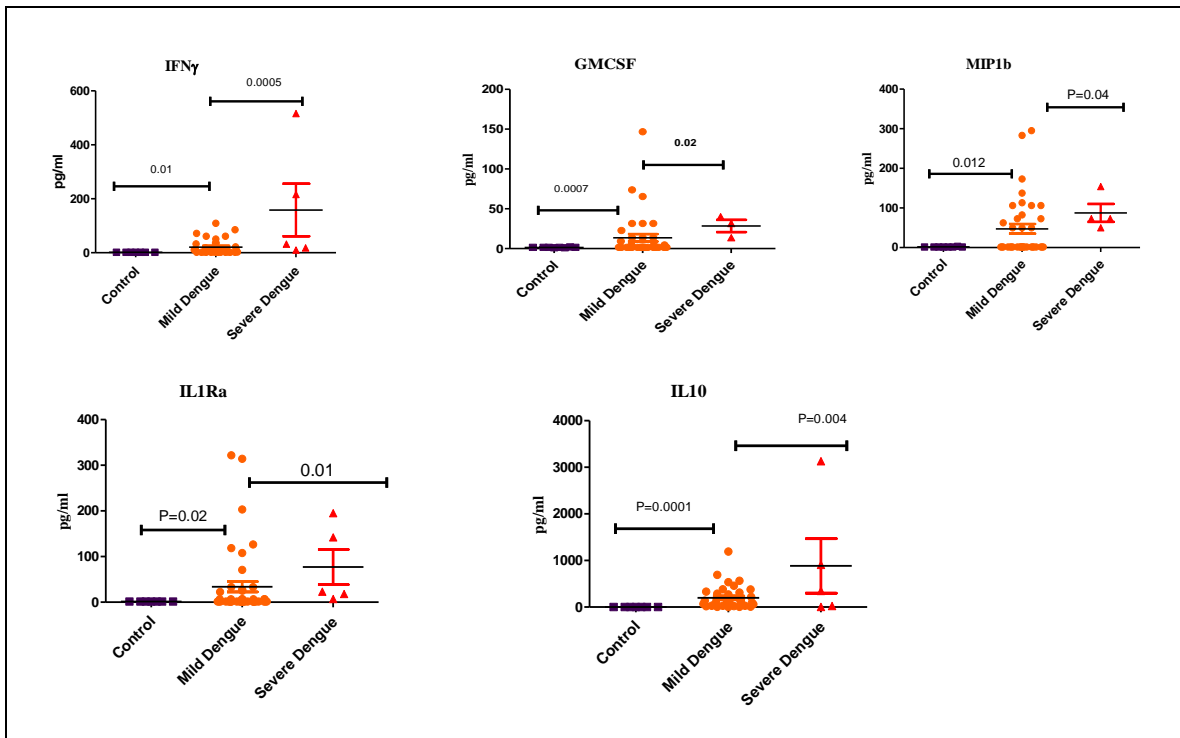 IFNγ
0.0005
600
400
0.01
pg/ml
200
0
Control
Mild Dengue
Severe Dengue
GMCSF
200
150
0.02
pg/ml
100
0.0007
50
0
Control
Mild Dengue
Severe Dengue
MIP1b
400
P=0.04
300
0.012
pg/ml
200
100
0
Control
Mild Dengue
Severe Dengue
IL1Ra
400
300
0.01
P=0.02
pg/ml
200
100
0
Control
Mild Dengue
Severe Dengue
IL10
4000
P=0.004
3000
P=0.0001
pg/ml
2000
1000
0
Control
Mild Dengue
Severe Dengue